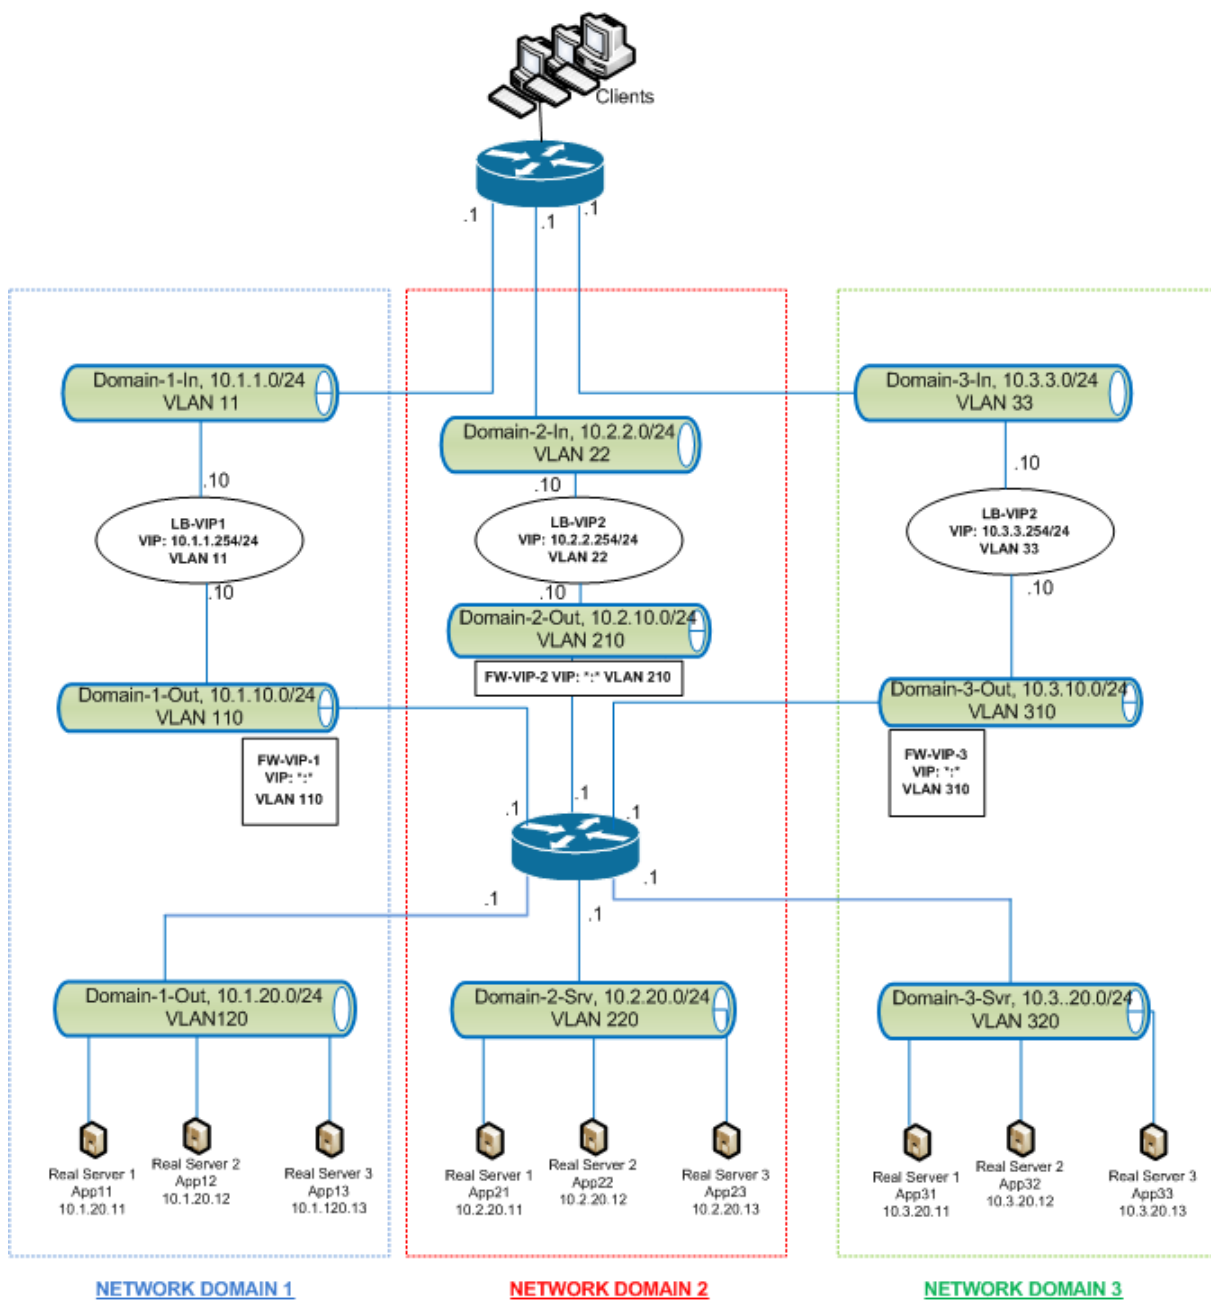 Clients
.1
.1
.1
Domain-1-In, 10.1.1.0/24
VLAN 11
Domain-3-In, 10.3.3.0/24
VLAN 33
Domain-2-In, 10.2.2.0/24
VLAN 22
.10
.10
.10
LB-VIP1
VIP: 10.1.1.254/24
VLAN 11
LB-VIP2
VIP: 10.2.2.254/24
VLAN 22
LB-VIP2
VIP: 10.3.3.254/24
VLAN 33
.10
.10
.10
Domain-2-Out, 10.2.10.0/24
VLAN 210
FW-VIP-2 VIP: *:* VLAN 210
Domain-1-Out, 10.1.10.0/24
VLAN 110
Domain-3-Out, 10.3.10.0/24
VLAN 310
FW-VIP-1
VIP: *:*
VLAN 110
FW-VIP-3
VIP: *:*
VLAN 310
.1
.1
.1
.1
.1
.1
Domain-1-Out, 10.1.20.0/24
VLAN120
Domain-2-Srv, 10.2.20.0/24
VLAN 220
Domain-3-Svr, 10.3..20.0/24
VLAN 320
Real Server 1
App11
10.1.20.11
Real Server 2
App12
10.1.20.12
Real Server 3
App13
10.1.120.13
Real Server 1
App21
10.2.20.11
Real Server 2
App22
10.2.20.12
Real Server 3
App23
10.2.20.13
Real Server 1
App31
10.3.20.11
Real Server 2
App32
10.3.20.12
Real Server 3
App33
10.3.20.13
NETWORK DOMAIN 1
NETWORK DOMAIN 2
NETWORK DOMAIN 3